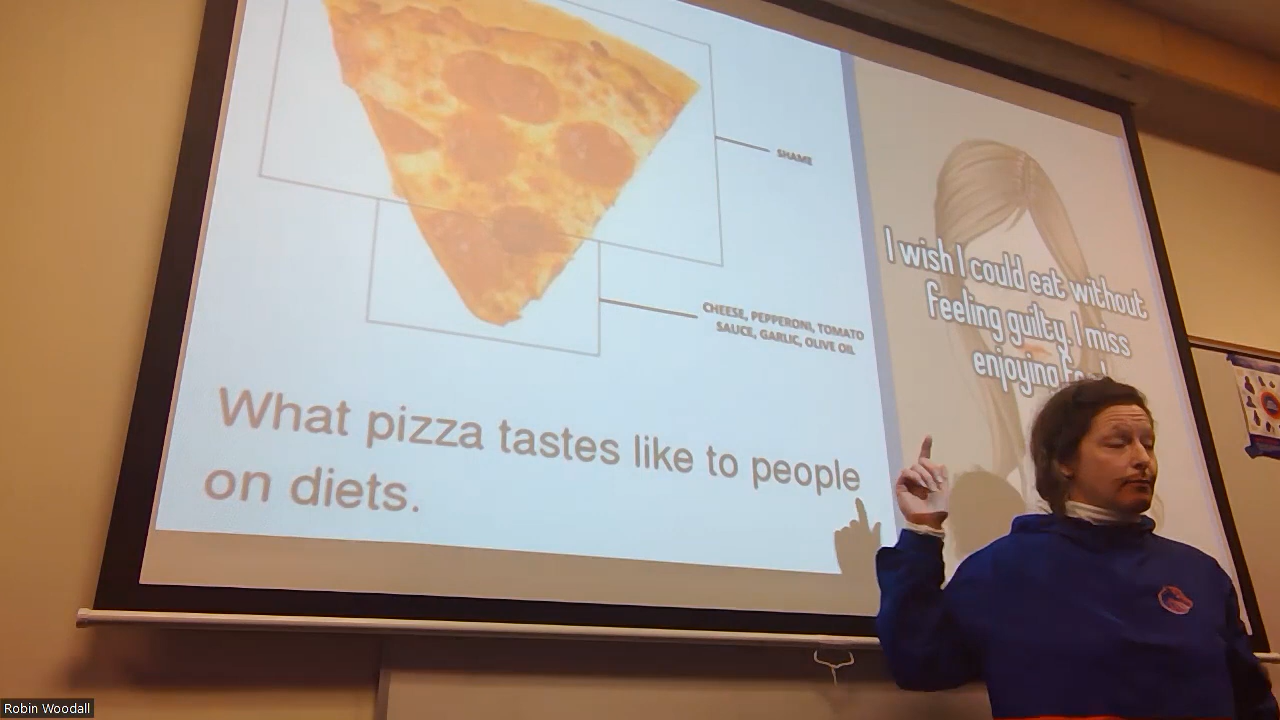 SHAME
CHEESE, PEPPERONI, TOMATO
SAUCE, GARLIC, OLIVE OIL
What pizza tastes like to people
on diets.
I wish I could eat without
feeling guilty. I miss
enjoying
Robin Woodall